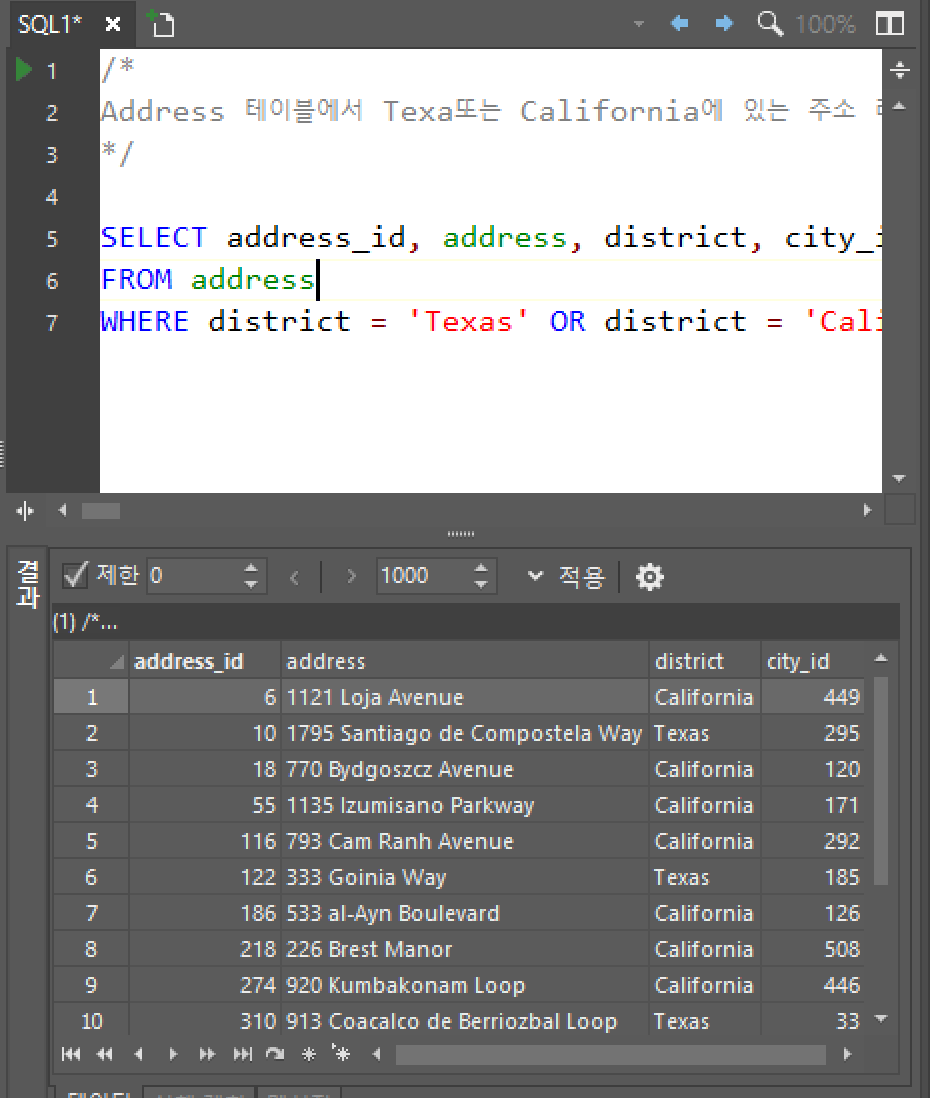 SQL1*
100%
1 /*
2 Address 테이블에서 Texa또는 California에 있는 주소
3 */
4
5 SELECT address_id, address, district, city_i
6 FROM address
7 WHERE district = 'Texas' OR district = 'Cali
결과
제한 0 1000 적용
(1) /*...
address_id address district city_id
1 6 1121 Loja Avenue California 449
2 10 1795 Santiago de Compostela Way Texas 295
3 18 770 Bydgoszcz Avenue California 120
4 55 1135 Izumisano Parkway California 171
5 116 793 Cam Ranh Avenue California 292
6 122 333 Goinia Way Texas 185
7 186 533 al-Ayn Boulevard California 126
8 218 226 Brest Manor California 508
9 274 920 Kumbakonam Loop California 446
10 310 913 Coacalco de Berriozbal Loop Texas 33